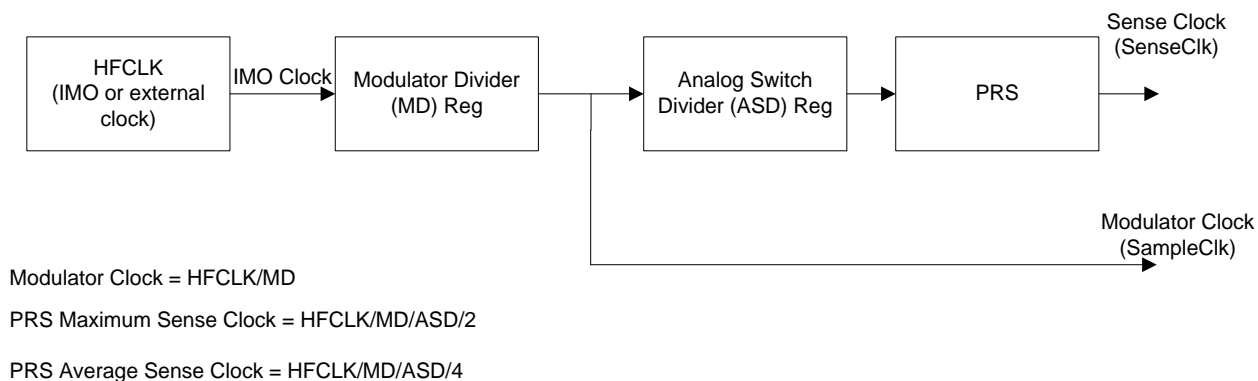 HFCLK
(IMO or external
clock)
IMO Clock
Modulator Divider
(MD) Reg
Analog Switch
Divider (ASD) Reg
PRS
Sense Clock
(SenseClk)
Modulator Clock
(SampleClk)
Modulator Clock = HFCLK/MD
PRS Maximum Sense Clock = HFCLK/MD/ASD/2
PRS Average Sense Clock = HFCLK/MD/ASD/4